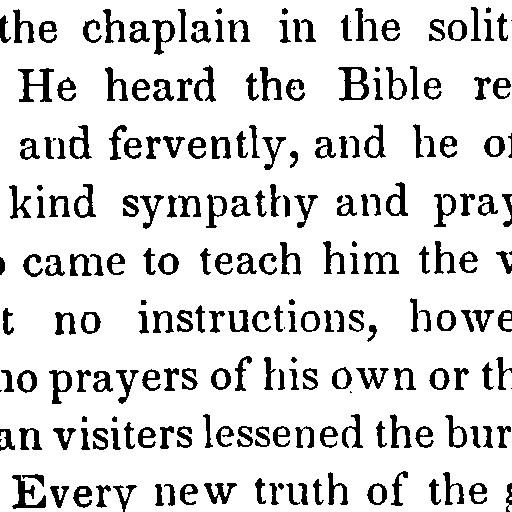 the chaplain in the solit
He heard the Bible re
and fervently, and he of
kind sympathy and pray
came to teach him the
no instructions, howe
no prayers of his own or th
an visiters lessened the bur
Every new truth of the